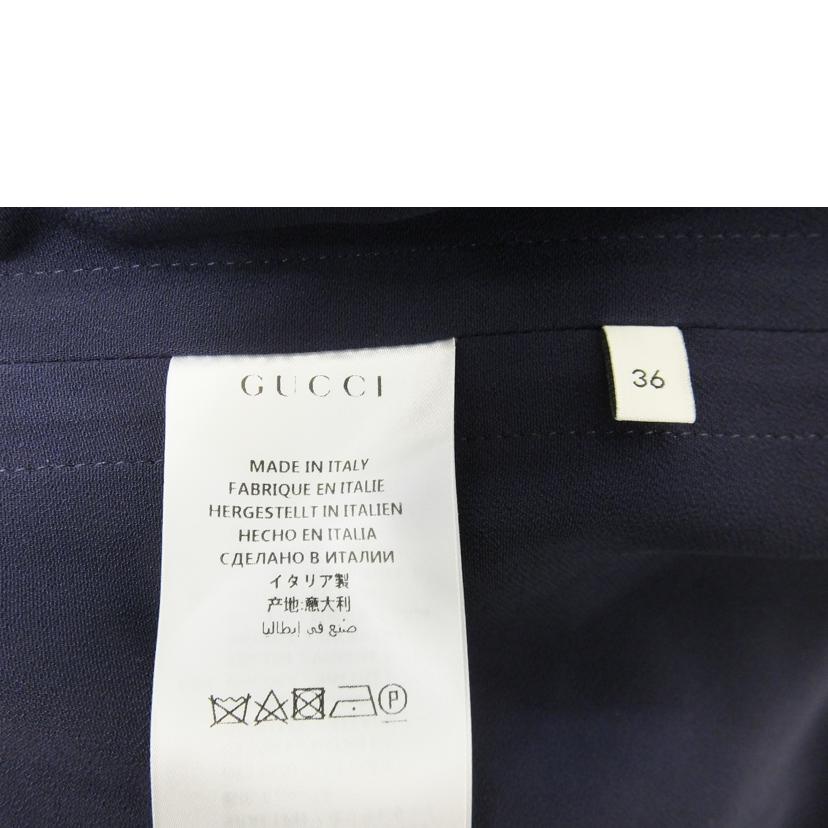 GUCCI
36
MADE IN ITALY
FABRIQUE EN ITALIE
HERGESTELLT IN ITALIEN
HECHO EN ITALIA
СДЕЛАНО В ИТАЛИИ
イタリア製
产地:意大利
صُنع في إيطاليا
P